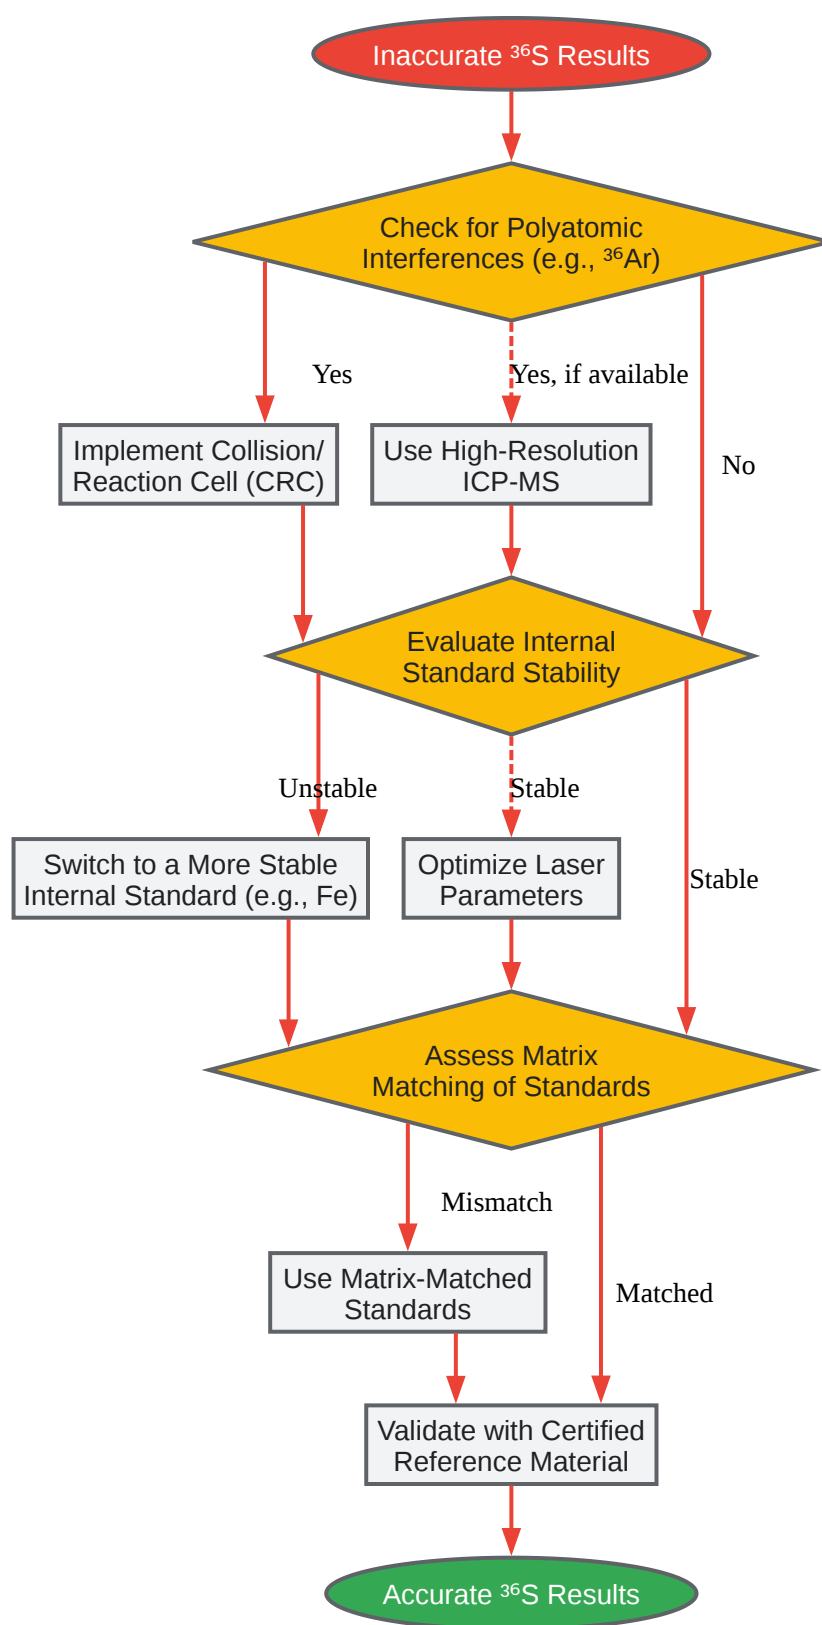 Inaccurate ³⁶S Results
Check for Polyatomic
Interferences (e.g., ³⁶Ar)
Yes
Yes, if available
No
Implement Collision/
Reaction Cell (CRC)
Use High-Resolution
ICP-MS
Evaluate Internal
Standard Stability
Unstable
Stable
Stable
Switch to a More Stable
Internal Standard (e.g., Fe)
Optimize Laser
Parameters
Assess Matrix
Matching of Standards
Mismatch
Matched
Use Matrix-Matched
Standards
Validate with Certified
Reference Material
Accurate ³⁶S Results